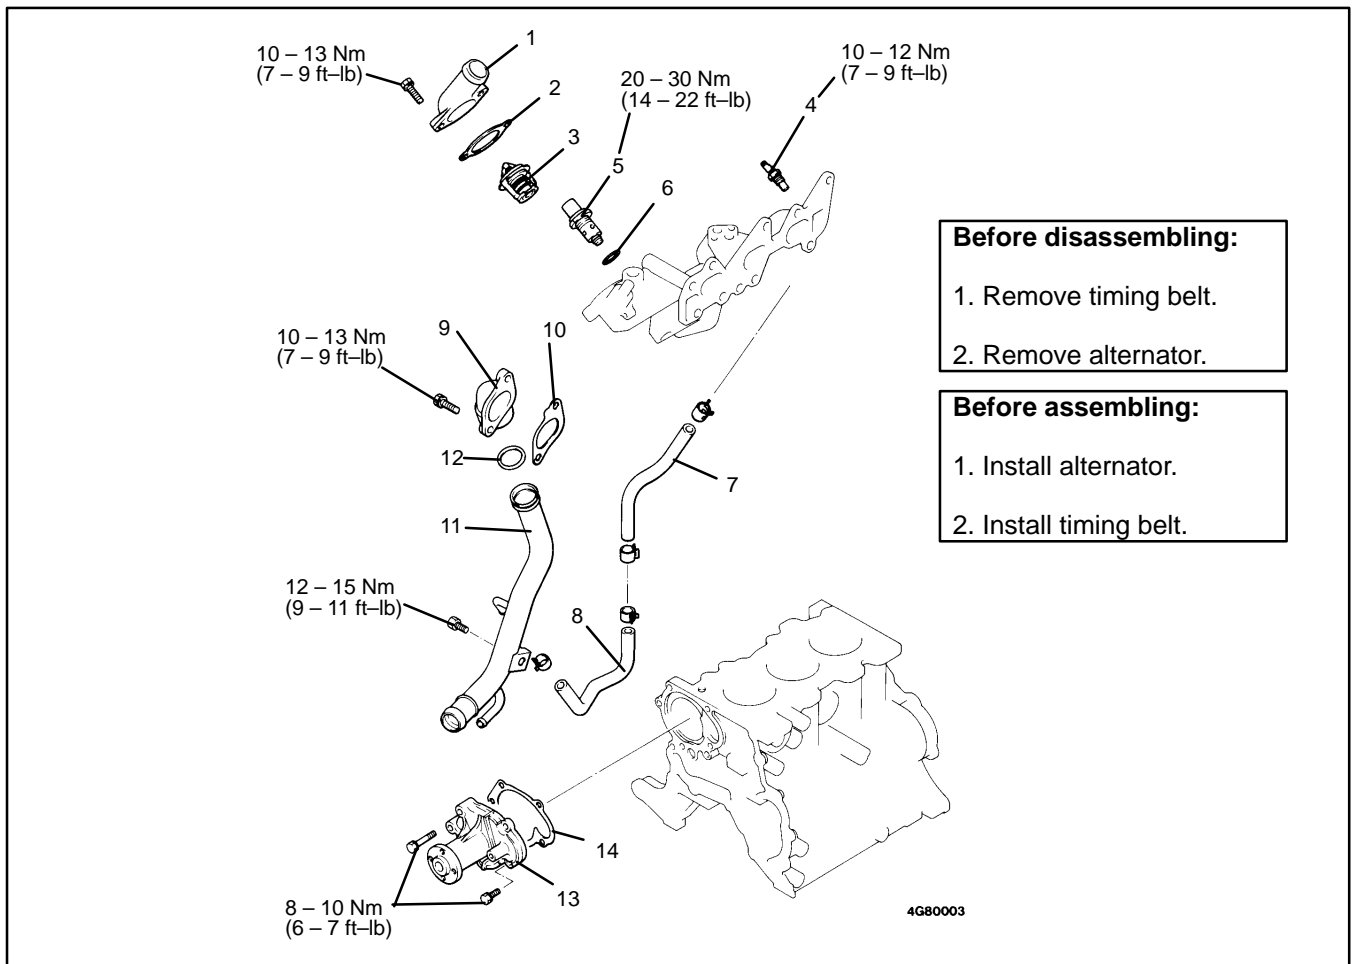 1
10 – 13 Nm
(7 – 9 ft–lb)
2
20 – 30 Nm
(14 – 22 ft–lb)
10 – 12 Nm
(7 – 9 ft–lb)
4
3
5
6
Before disassembling:
1. Remove timing belt.
2. Remove alternator.
10 – 13 Nm
(7 – 9 ft–lb)
9
10
Before assembling:
1. Install alternator.
2. Install timing belt.
12
7
11
12 – 15 Nm
(9 – 11 ft–lb)
8
14
13
8 – 10 Nm
(6 – 7 ft–lb)
4G80003